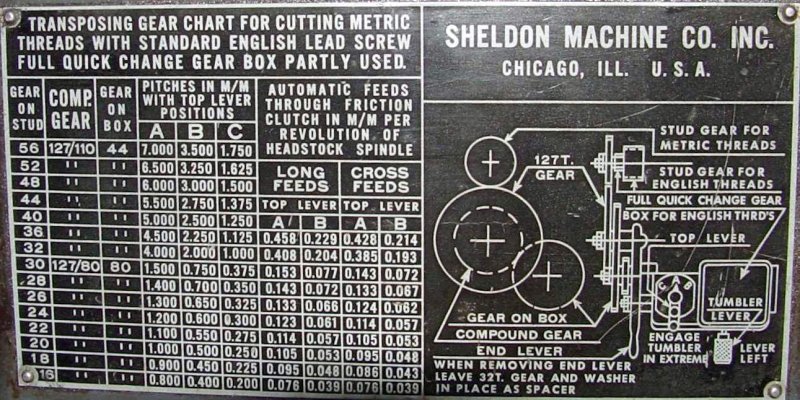 TRANSPOSING GEAR CHART FOR CUTTING METRIC
THREADS WITH STANDARD ENGLISH LEAD SCREW
FULL QUICK CHANGE GEAR BOX PARTLY USED.
GEAR ON STUD
COMP. GEAR
GEAR ON BOX
PITCHES IN M/M
WITH TOP LEVER
POSITIONS
A B C
AUTOMATIC FEEDS
THROUGH FRICTION
CLUTCH IN M/M PER
REVOLUTION OF
HEADSTOCK SPINDLE
LONG FEEDS
CROSS FEEDS
TOP LEVER TOP LEVER
A B A B
56 127/110 44 7.000 3.500 1.750
52 " " " " 6.500 3.250 1.625
48 " " " " 6.000 3.000 1.500
44 " " " " 5.500 2.750 1.375
40 " " " " 5.000 2.500 1.250
36 " " " " 4.500 2.250 1.125 0.458 0.229 0.428 0.214
32 " " " " 4.000 2.000 1.000 0.408 0.204 0.385 0.193
30 127/80 80 1.500 0.750 0.375 0.153 0.077 0.143 0.072
28 " " " " 1.400 0.700 0.350 0.143 0.072 0.133 0.067
26 " " " " 1.300 0.650 0.325 0.133 0.066 0.124 0.062
24 " " " " 1.200 0.600 0.300 0.123 0.061 0.114 0.057
22 " " " " 1.100 0.550 0.275 0.114 0.057 0.105 0.053
20 " " " " 1.000 0.500 0.250 0.105 0.053 0.095 0.048
18 " " " " 0.900 0.450 0.225 0.095 0.048 0.086 0.043
16 " " " " 0.800 0.400 0.200 0.076 0.039 0.076 0.039
SHELDON MACHINE CO. INC.
CHICAGO, ILL. U.S.A.
STUD GEAR FOR
METRIC THREADS
127T.
GEAR
STUD GEAR FOR
ENGLISH THREADS
FULL QUICK CHANGE GEAR
BOX FOR ENGLISH THRD'S
TOP LEVER
TUMBLER
LEVER
GEAR ON BOX
COMPOUND GEAR
END LEVER
ENGAGE
TUMBLER
IN EXTREME
LEVER
LEFT
WHEN REMOVING END LEVER
LEAVE 32T. GEAR AND WASHER
IN PLACE AS SPACER